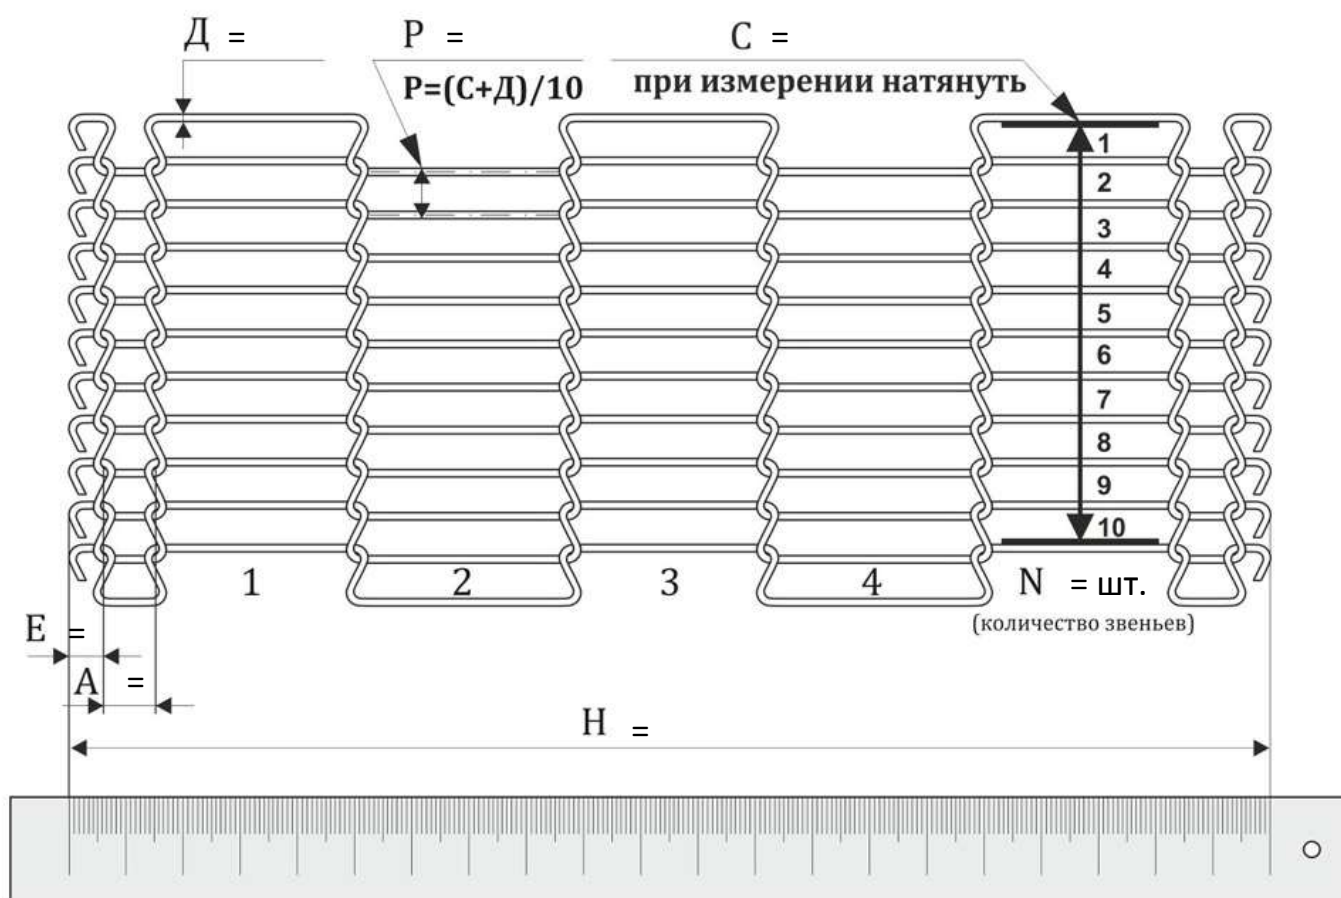 Д =
Р =
С =
Р=(С+Д)/10
при измерении натянуть
1
2
3
4
5
6
7
8
9
10
1
2
3
4
N = шт.
(количество звеньев)
Е =
А =
Н =